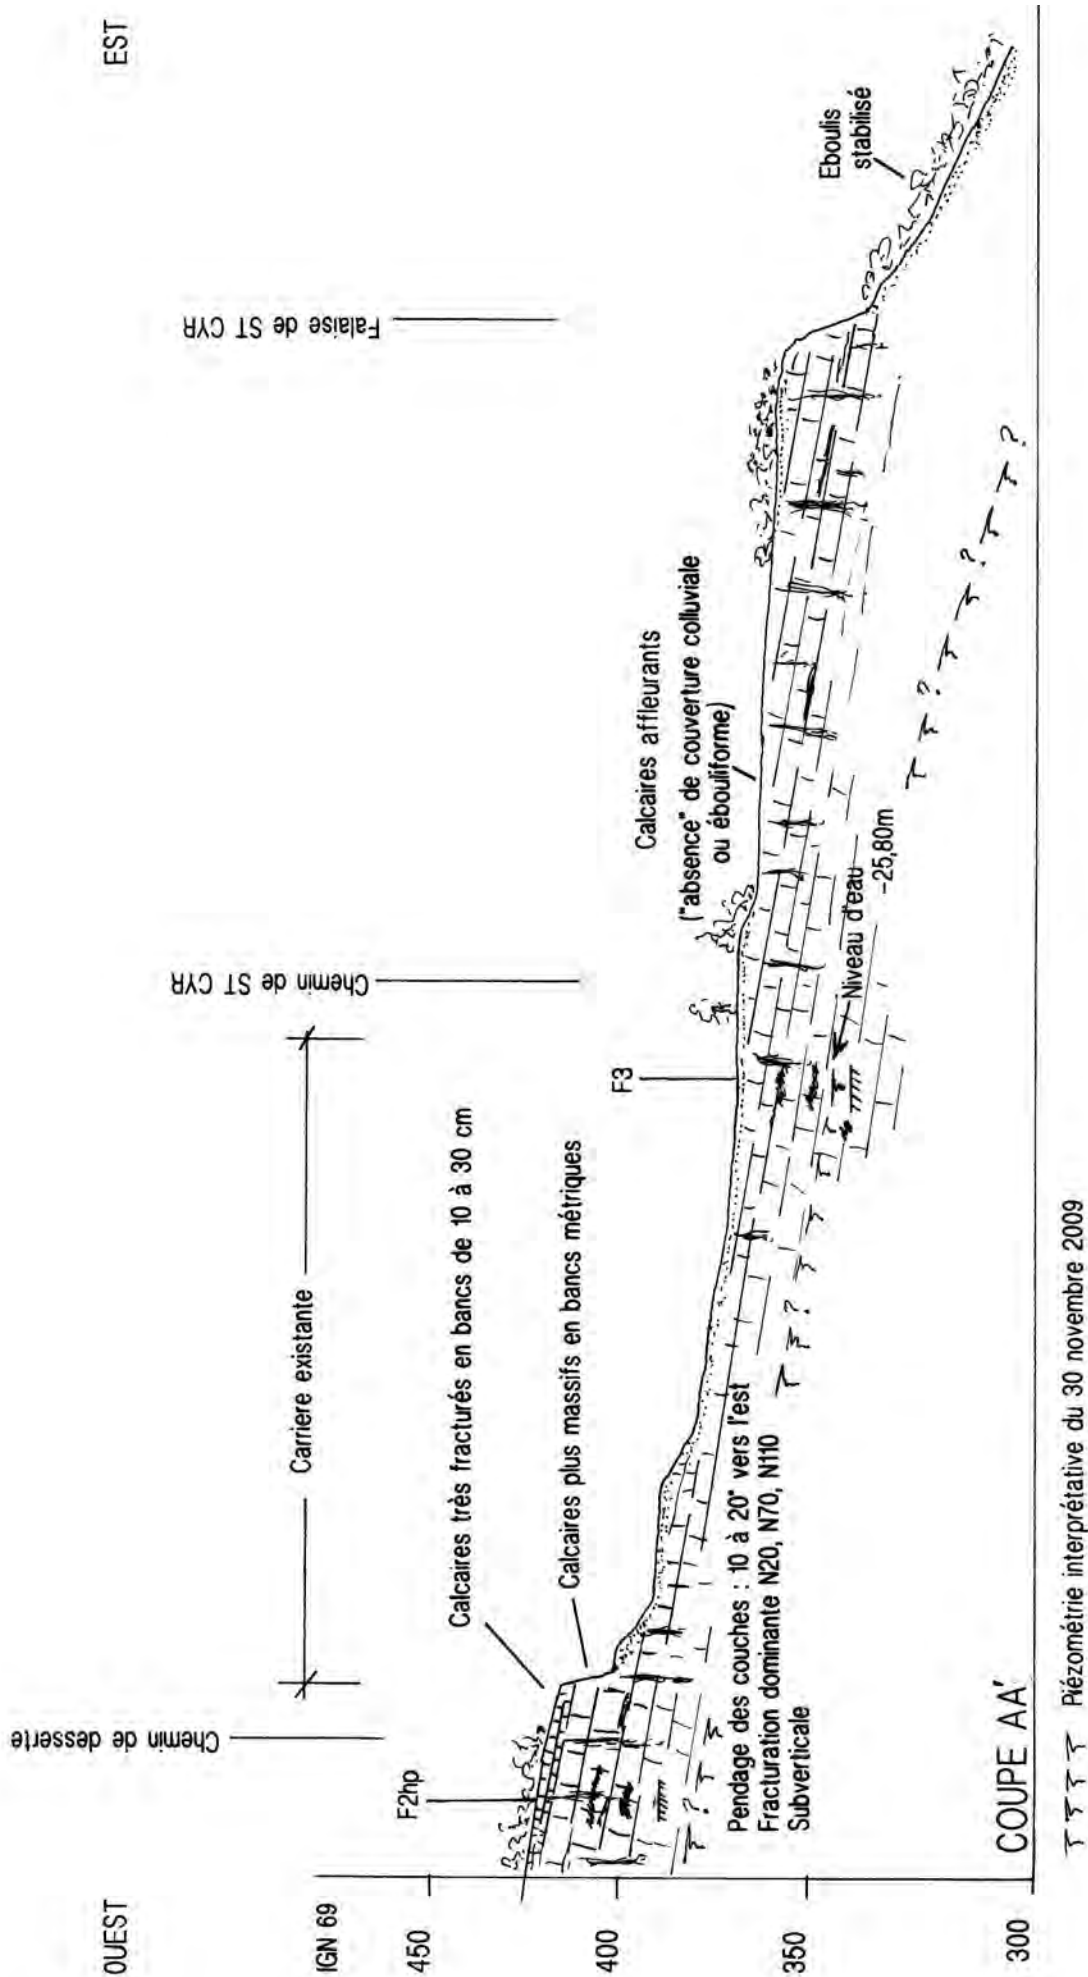 OUEST
EST
Chemin de desserte
Carriere existante
Chemin de ST CYR
Falaise de ST CYR
IGN 69
450
400
350
300
F2hp
Calcaires très fracturés en bancs de 10 à 30 cm
Calcaires plus massifs en bancs métriques
F3
Calcaires affleurants
("absence" de couverture colluviale
ou ébouliforme)
Eboulis
stabilisé
Niveau d'eau
-25,80m
Pendage des couches : 10 à 20° vers l'est
Fracturation dominante N20, N70, N110
Subverticale
?
?
?
?
?
COUPE AA'
Piézométrie interprétative du 30 novembre 2009